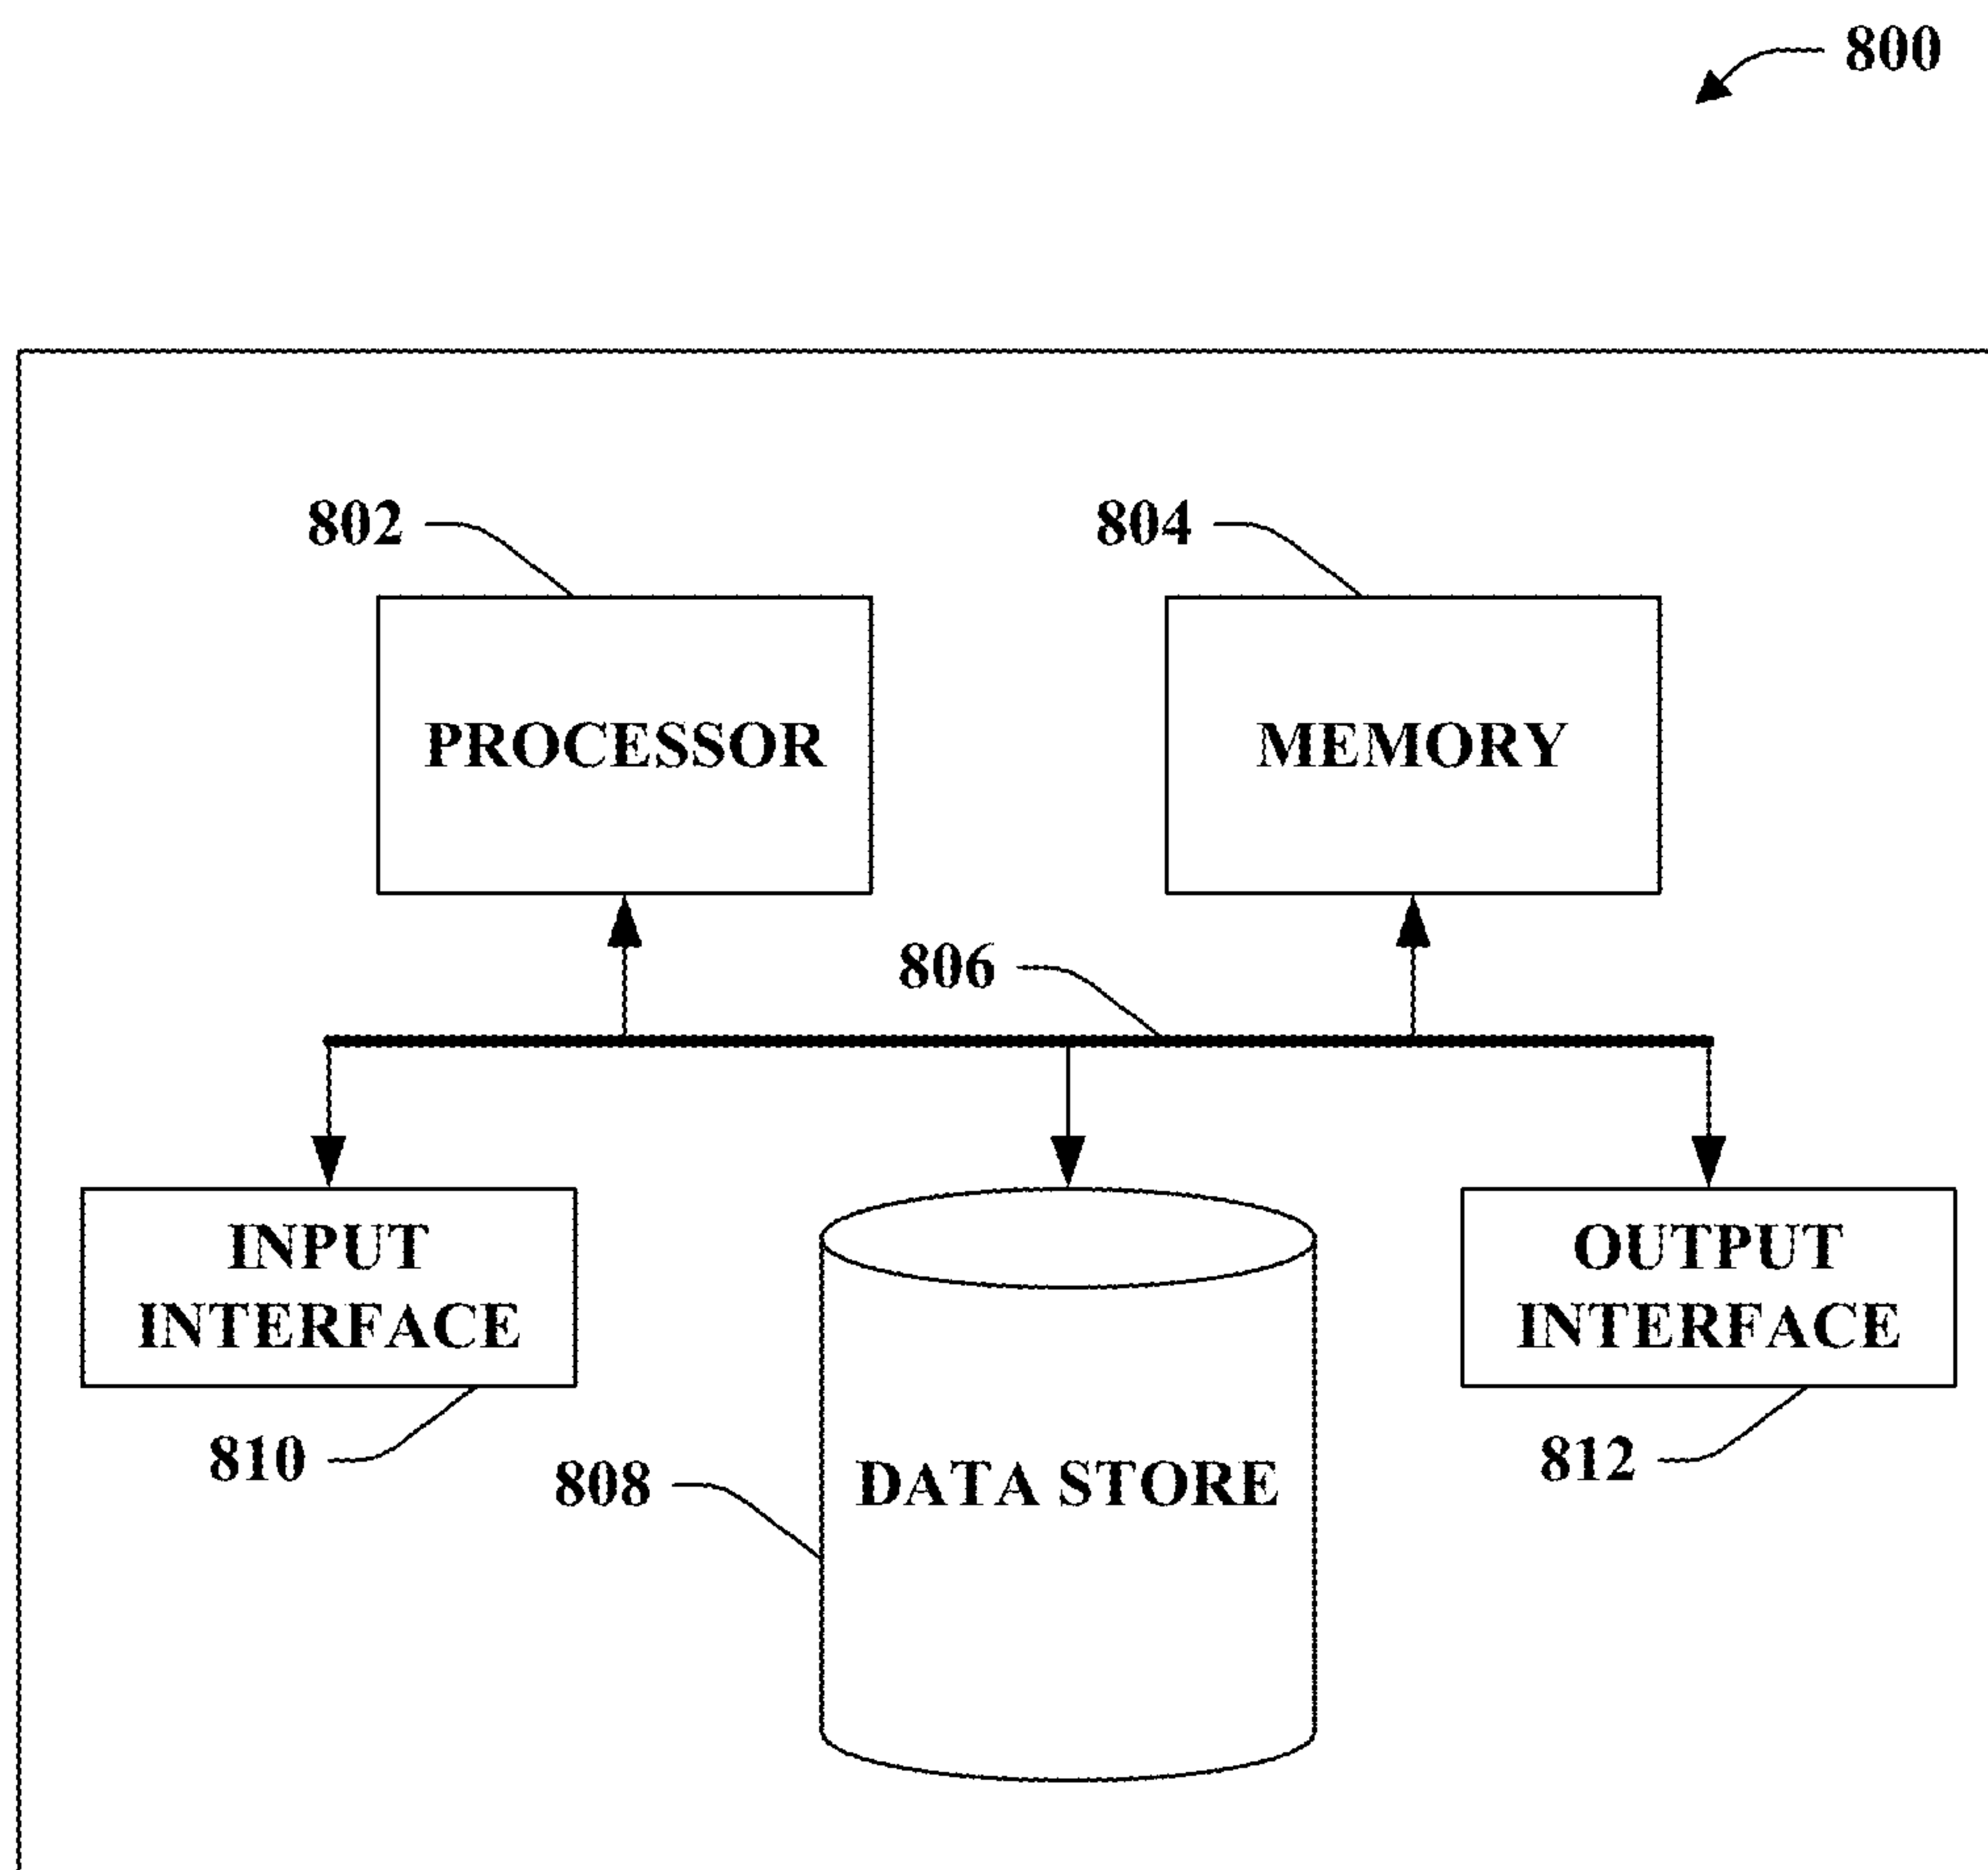 800
802
804
PROCESSOR
MEMORY
806
INPUT
INTERFACE
OUTPUT
INTERFACE
810
808
DATA STORE
812